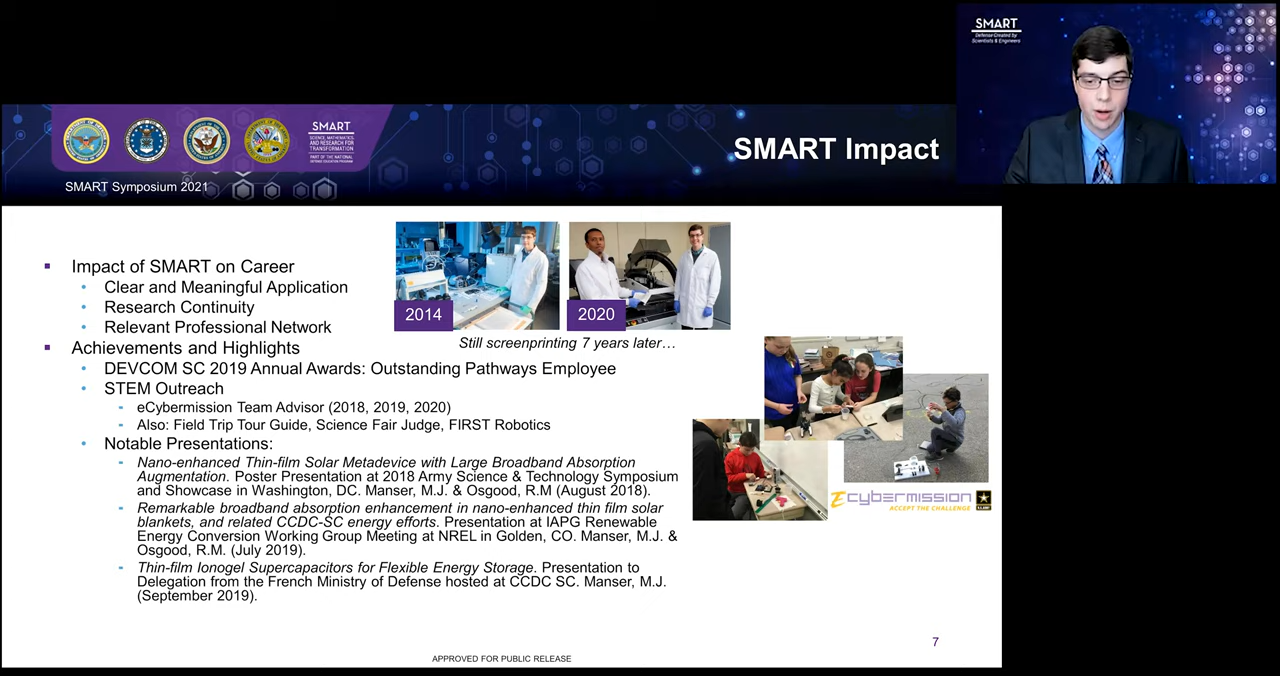 SMART
Defense Created by
Scientists & Engineers
SMART
SCIENCE, MATHEMATICS,
AND RESEARCH FOR
TRANSFORMATION
PART OF THE NATIONAL
DEFENSE EDUCATION PROGRAM
SMART Impact
SMART Symposium 2021
▪ Impact of SMART on Career
• Clear and Meaningful Application
• Research Continuity
• Relevant Professional Network
2014
2020
Still screenprinting 7 years later…
▪ Achievements and Highlights
• DEVCOM SC 2019 Annual Awards: Outstanding Pathways Employee
• STEM Outreach
- eCybermission Team Advisor (2018, 2019, 2020)
- Also: Field Trip Tour Guide, Science Fair Judge, FIRST Robotics
• Notable Presentations:
- Nano-enhanced Thin-film Solar Metadevice with Large Broadband Absorption
Augmentation. Poster Presentation at 2018 Army Science & Technology Symposium
and Showcase in Washington, DC. Manser, M.J. & Osgood, R.M (August 2018).
- Remarkable broadband absorption enhancement in nano-enhanced thin film solar
blankets, and related CCDC-SC energy efforts. Presentation at IAPG Renewable
Energy Conversion Working Group Meeting at NREL in Golden, CO. Manser, M.J. &
Osgood, R.M. (July 2019).
- Thin-film Ionogel Supercapacitors for Flexible Energy Storage. Presentation to
Delegation from the French Ministry of Defense hosted at CCDC SC. Manser, M.J.
(September 2019).
ECYBERMISSION
ACCEPT THE CHALLENGE
7
APPROVED FOR PUBLIC RELEASE